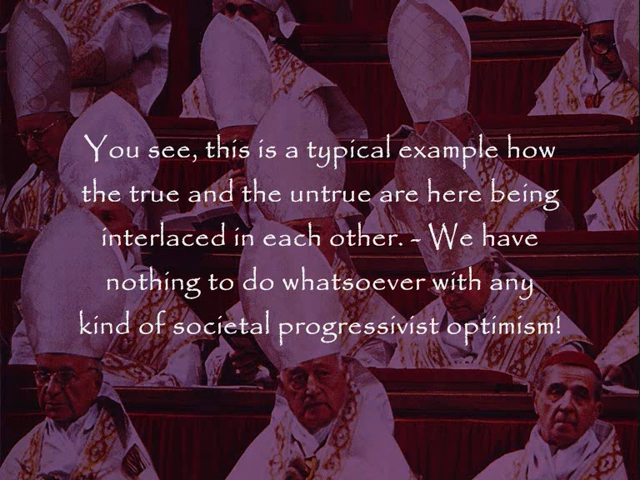 You see, this is a typical example how
the true and the untrue are here being
interlaced in each other. - We have
nothing to do whatsoever with any
kind of societal progressivist optimism!